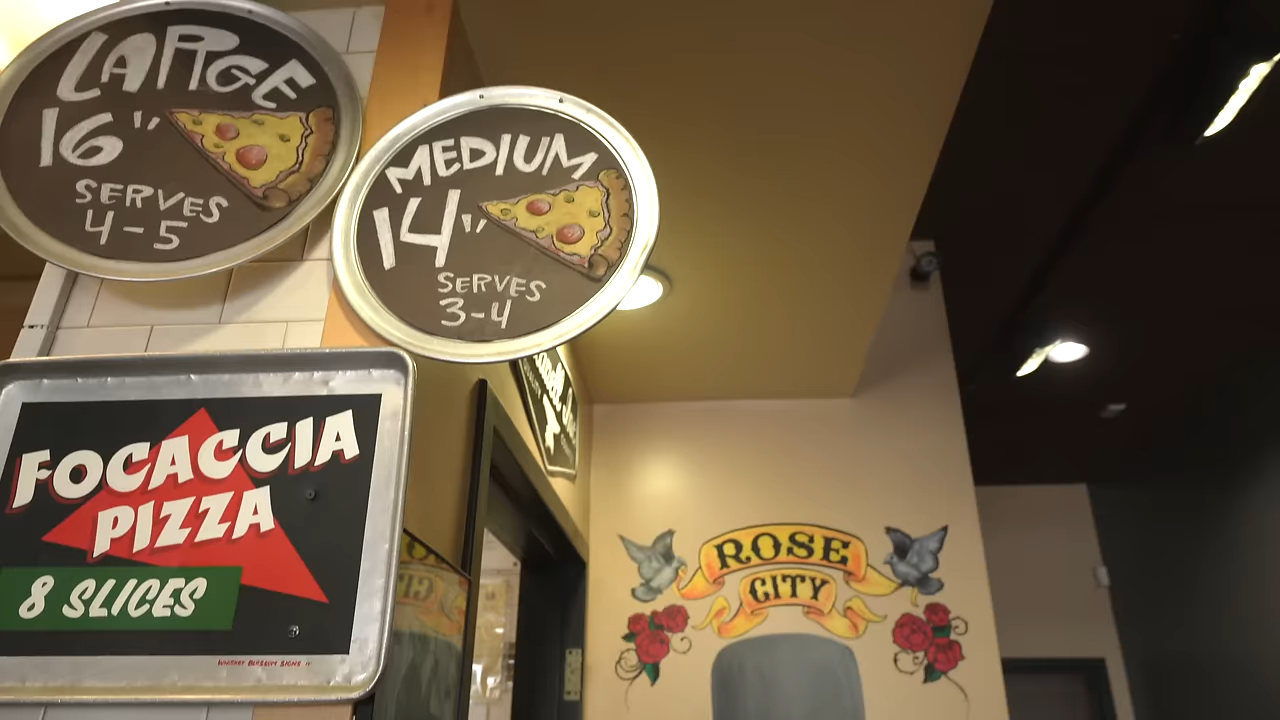 LARGE
16"
SERVES
4-5
MEDIUM
14"
SERVES
3-4
FOCACCIA
PIZZA
8 SLICES
ROSE
CITY